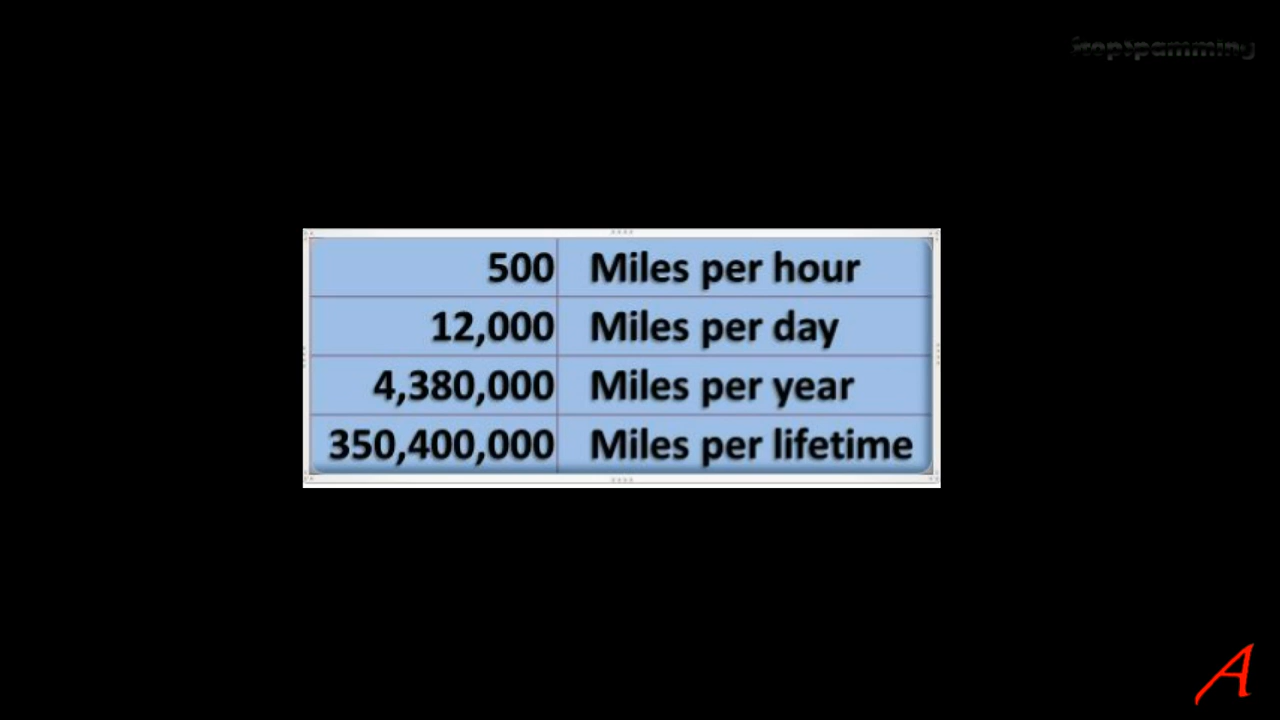 500 Miles per hour
12,000 Miles per day
4,380,000 Miles per year
350,400,000 Miles per lifetime
A